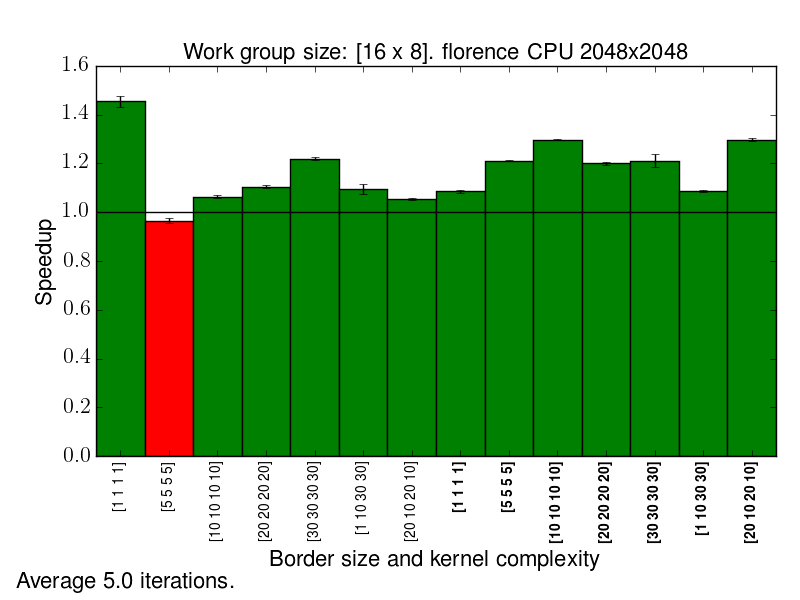 Work group size: [16 x 8]. florence CPU 2048x2048
1.6
1.4
1.2
1.0
0.8
0.6
0.4
0.2
0.0
Speedup
[1 1 1 1]
[5 5 5 5]
[10 10 10 10]
[20 20 20 20]
[30 30 30 30]
[1 10 30 30]
[20 10 20 10]
[1 1 1 1]
[5 5 5 5]
[10 10 10 10]
[20 20 20 20]
[30 30 30 30]
[1 10 30 30]
[20 10 20 10]
Border size and kernel complexity
Average 5.0 iterations.